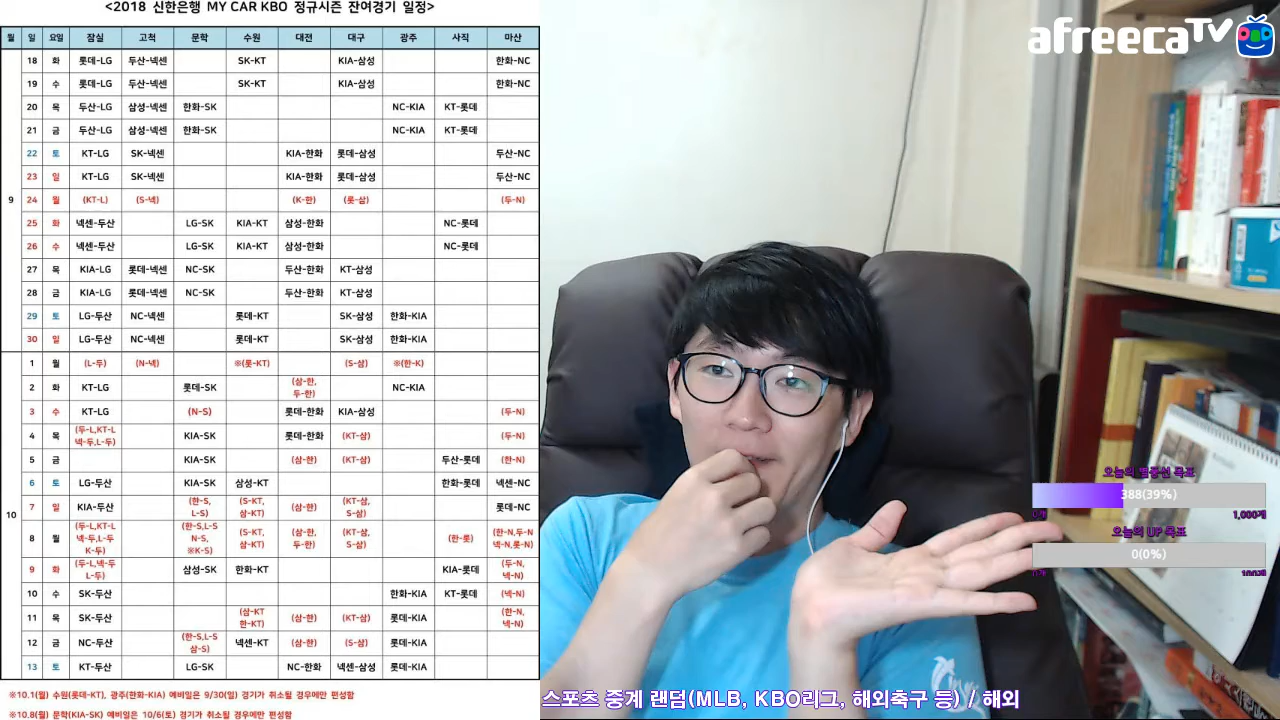 <2018 신한은행 MY CAR KBO 정규시즌 잔여경기 일정>
월 일 요일 잠실 고척 문학 수원 대전 대구 광주 사직 마산
18 화 롯데-LG 두산-넥센 SK-KT KIA-삼성 한화-NC
19 수 롯데-LG 두산-넥센 SK-KT KIA-삼성 한화-NC
20 목 두산-LG 삼성-넥센 한화-SK NC-KIA KT-롯데
21 금 두산-LG 삼성-넥센 한화-SK NC-KIA KT-롯데
22 토 KT-LG SK-넥센 KIA-한화 롯데-삼성 두산-NC
23 일 KT-LG SK-넥센 KIA-한화 롯데-삼성 두산-NC
9 24 월 (KT-L) (S-넥) (K-한) (롯-삼) (두-N)
25 화 넥센-두산 LG-SK KIA-KT 삼성-한화 NC-롯데
26 수 넥센-두산 LG-SK KIA-KT 삼성-한화 NC-롯데
27 목 KIA-LG 롯데-넥센 NC-SK 두산-한화 KT-삼성
28 금 KIA-LG 롯데-넥센 NC-SK 두산-한화 KT-삼성
29 토 LG-두산 NC-넥센 롯데-KT SK-삼성 한화-KIA
30 일 LG-두산 NC-넥센 롯데-KT SK-삼성 한화-KIA
1 월 (L-두) (N-넥) ※(롯-KT) (S-삼) ※(한-K)
2 화 KT-LG 롯데-SK (삼-한, 두-한) NC-KIA
3 수 KT-LG (N-S) 롯데-한화 KIA-삼성 (두-N)
4 목 (두-L,KT-L 넥-두,L-두) KIA-SK 롯데-한화 (KT-삼) (두-N)
5 금 KIA-SK (삼-한) (KT-삼) 두산-롯데 (한-N)
6 토 LG-두산 KIA-SK 삼성-KT 한화-롯데 넥센-NC
10 7 일 KIA-두산 (한-S, L-S) (S-KT, 삼-KT) (삼-한) (KT-삼, S-삼) 롯데-NC
8 월 (두-L,KT-L 넥-두,L-두 K-두) (한-S,L-S N-S, ※K-S) (S-KT, 삼-KT) (삼-한, 두-한) (KT-삼, S-삼) (한-롯) (한-N,두-N 넥-N,롯-N)
9 화 (두-L,넥-두 L-두) 삼성-SK 한화-KT KIA-롯데 (두-N, 넥-N)
10 수 SK-두산 한화-KIA KT-롯데 (넥-N)
11 목 SK-두산 (삼-KT 한-KT) (삼-한) (KT-삼) 롯데-KIA (한-N, 넥-N)
12 금 NC-두산 (한-S,L-S 삼-S) 넥센-KT (삼-한) (S-삼) 롯데-KIA
13 토 KT-두산 LG-SK NC-한화 넥센-삼성 롯데-KIA
※10.1(월) 수원(롯데-KT), 광주(한화-KIA) 예비일은 9/30(일) 경기가 취소될 경우에만 편성함
※10.8(월) 문학(KIA-SK) 예비일은 10/6(토) 경기가 취소될 경우에만 편성함
afreecaTV
오늘의 별풍선 목표
388(39%)
0개 1,000개
오늘의 UP 목표
0(0%)
0개 100개
스포츠 중계 랜덤(MLB, KBO리그, 해외축구 등) / 해외